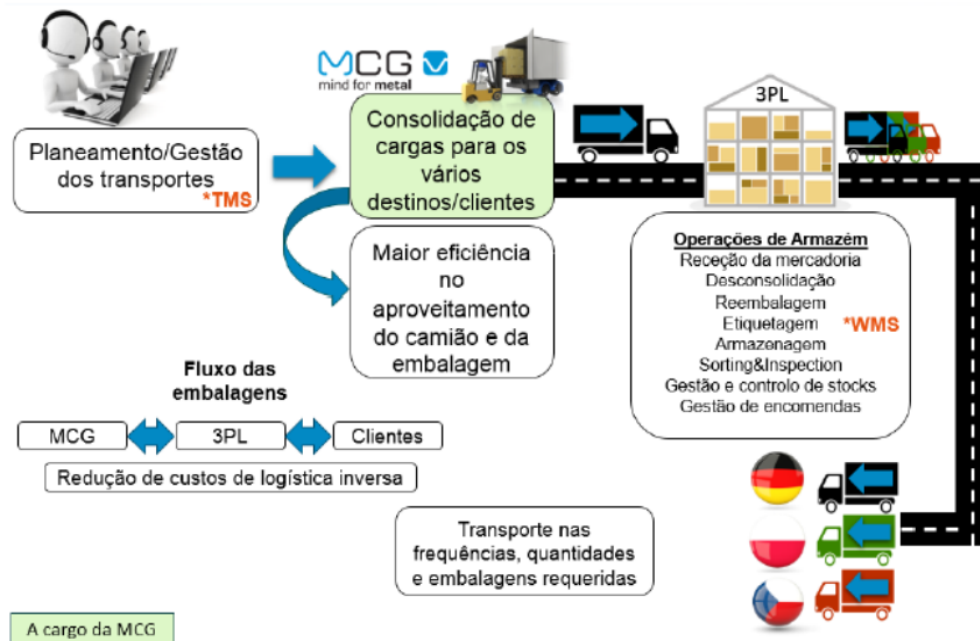 MCG
mind for metal
3PL
Planeamento/Gestão
dos transportes
*TMS
Consolidação de
cargas para os
vários
destinos/clientes
Maior eficiência
no
aproveitamento
do camião e da
embalagem
Operações de Armazém
Receção da mercadoria
Desconsolidação
Reembalagem
Etiquetagem *WMS
Armazenagem
Sorting&Inspection
Gestão e controlo de stocks
Gestão de encomendas
Fluxo das
embalagens
MCG 3PL Clientes
Redução de custos de logística inversa
Transporte nas
frequências, quantidades
e embalagens requeridas
A cargo da MCG